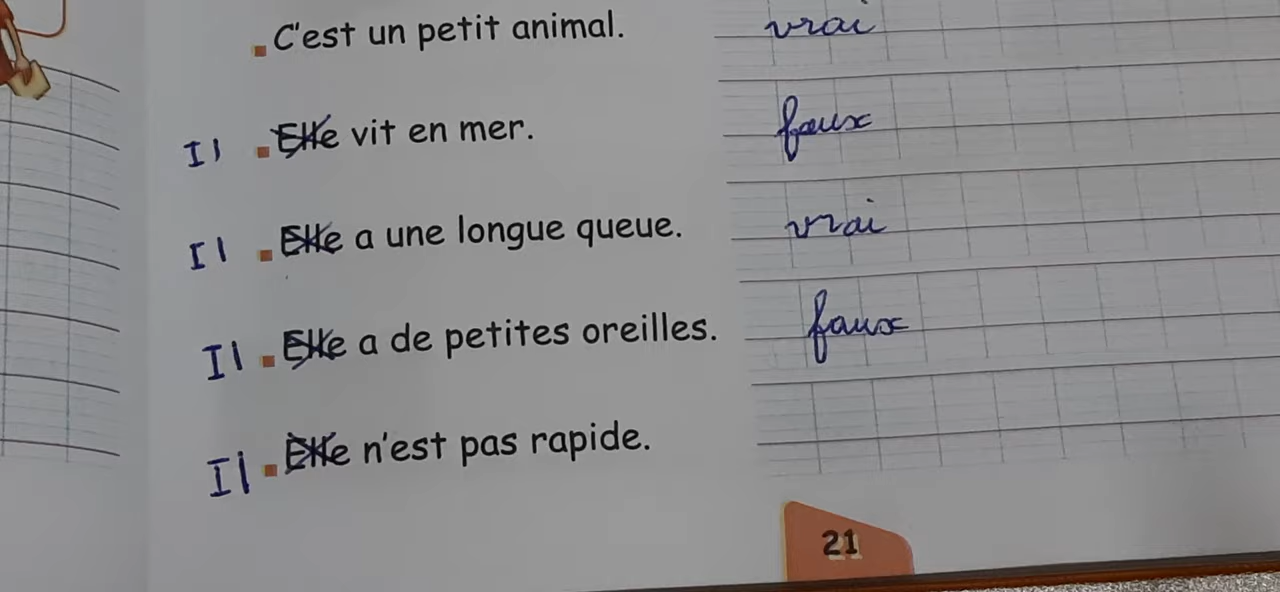 C'est un petit animal. vrai
Il Elle vit en mer. faux
Il Elle a une longue queue. vrai
Il Elle a de petites oreilles. faux
Il Elle n'est pas rapide.
21